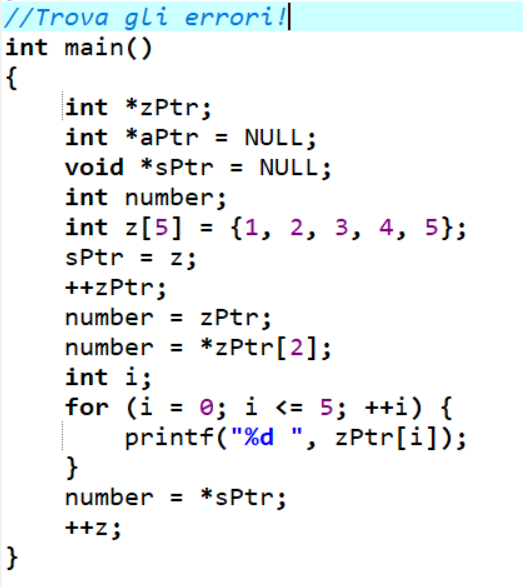 //Trova gli errori!
int main()
{
    int *zPtr;
    int *aPtr = NULL;
    void *sPtr = NULL;
    int number;
    int z[5] = {1, 2, 3, 4, 5};
    sPtr = z;
    ++zPtr;
    number = zPtr;
    number = *zPtr[2];
    int i;
    for (i = 0; i <= 5; ++i) {
        printf("%d ", zPtr[i]);
    }
    number = *sPtr;
    ++z;
}